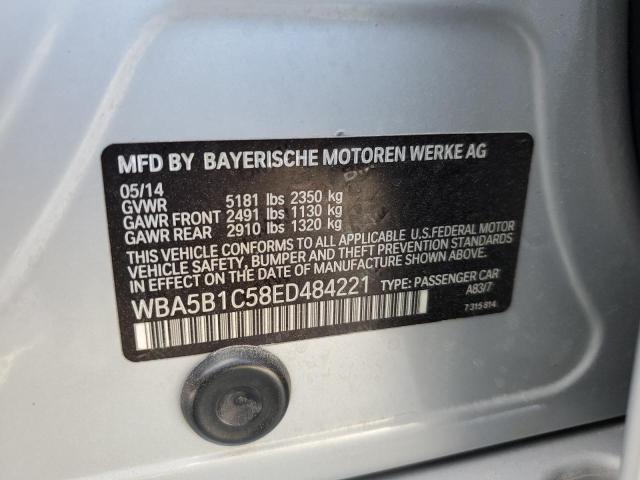 MFD BY BAYERISCHE MOTOREN WERKE AG
05/14
GVWR 5181 lbs 2350 kg
GAWR FRONT 2491 lbs 1130 kg
GAWR REAR 2910 lbs 1320 kg
THIS VEHICLE CONFORMS TO ALL APPLICABLE U.S.FEDERAL MOTOR
VEHICLE SAFETY, BUMPER AND THEFT PREVENTION STANDARDS
IN EFFECT ON THE DATE OF MANUFACTURE SHOWN ABOVE.
WBA5B1C58ED484221 TYPE: PASSENGER CAR
A83/7
7 315 814